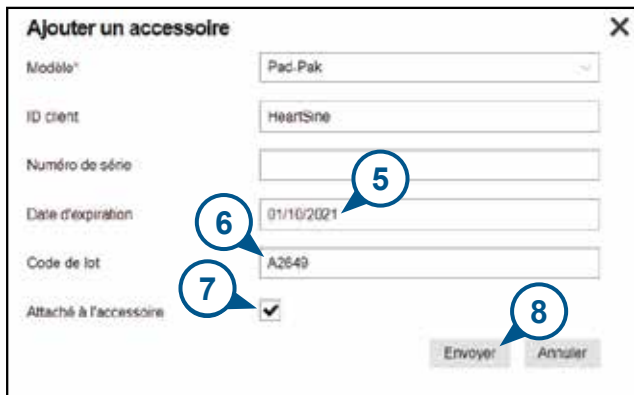 Ajouter un accessoire
Modèle* Pad-Pak
ID client HeartSine
Numéro de série
5
Date d'expiration 01/10/2021
6
Code de lot A2649
7
Attaché à l'accessoire
8
Envoyer Annuler